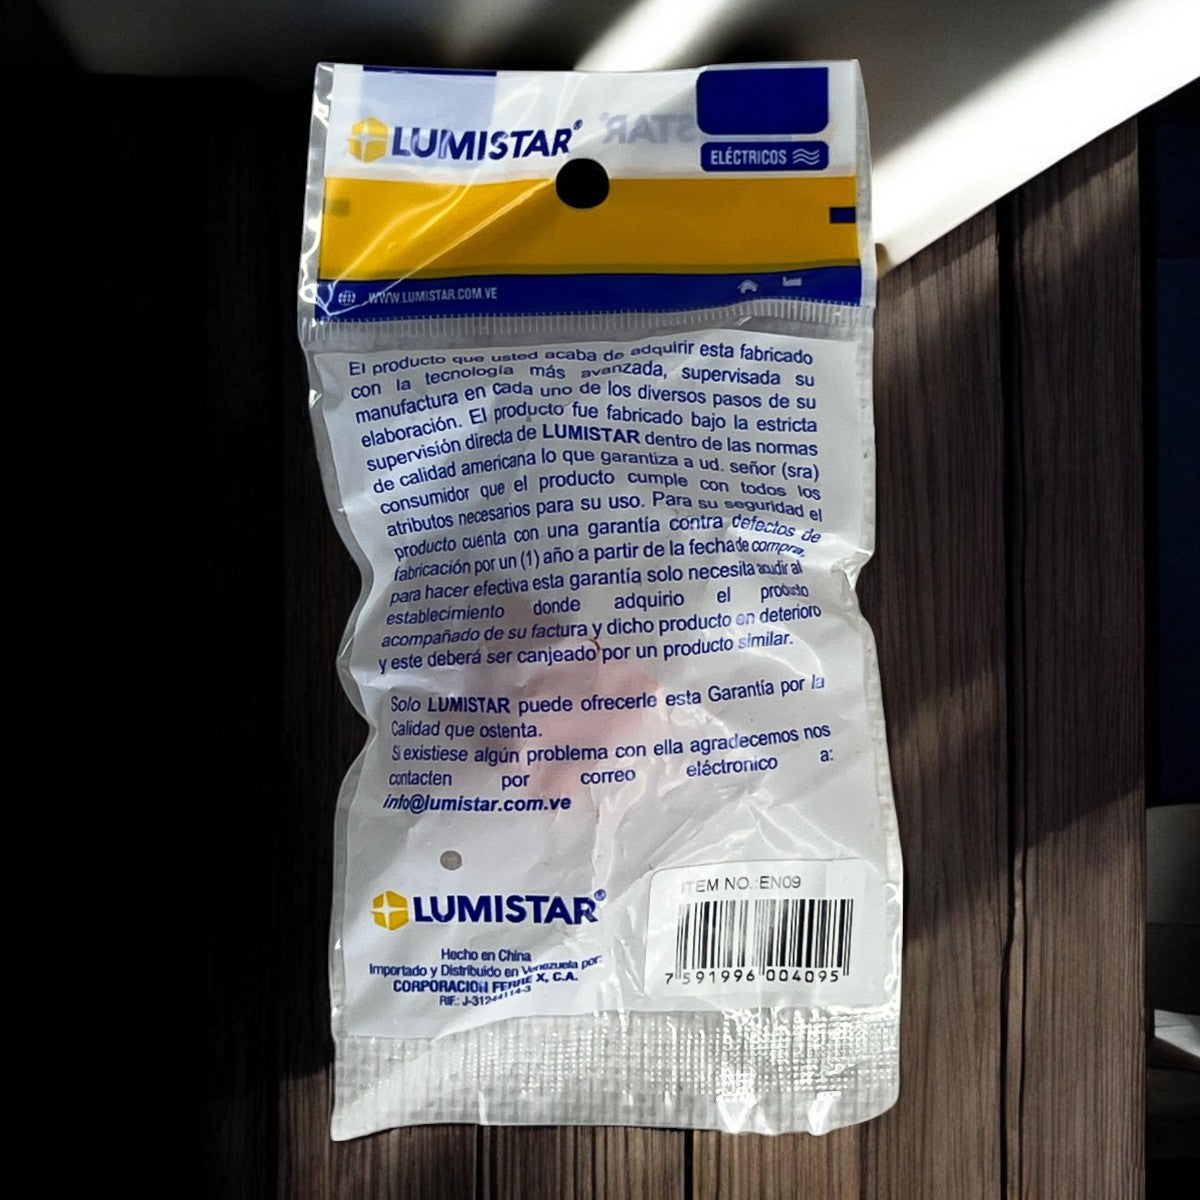 LUMISTAR®
ELÉCTRICOS
WWW.LUMISTAR.COM.VE
El producto que usted acaba de adquirir esta fabricado
con la tecnología más avanzada, supervisada su
manufactura en cada uno de los diversos pasos de su
elaboración. El producto fue fabricado bajo la estricta
supervisión directa de LUMISTAR dentro de las normas
de calidad americana lo que garantiza a ud. señor (sra)
consumidor que el producto cumple con todos los
atributos necesarios para su uso. Para su seguridad el
producto cuenta con una garantía contra defectos de
fabricación por un (1) año a partir de la fecha de compra,
para hacer efectiva esta garantía solo necesita acudir al
establecimiento donde adquirio el producto
acompañado de su factura y dicho producto en deterioro
y este deberá ser canjeado por un producto similar.
Solo LUMISTAR puede ofrecerle esta Garantía por la
Calidad que ostenta.
Si existiese algún problema con ella agradecemos nos
contacten por correo eléctronico a:
info@lumistar.com.ve
LUMISTAR®
Hecho en China
Importado y Distribuido en Venezuela por:
CORPORACION FERRE X, C.A.
RIF.: J-31244114-3
ITEM NO.:EN09
7 591996 004095